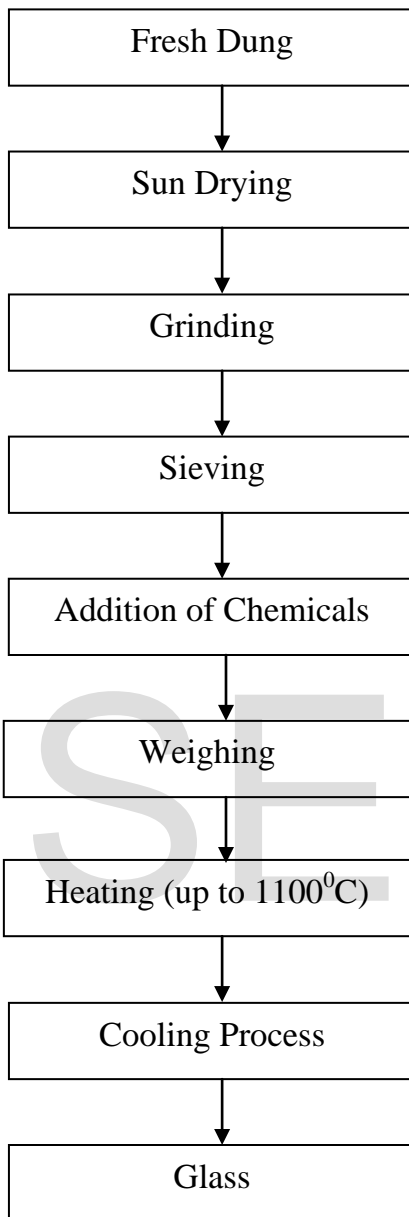 Fresh Dung
Sun Drying
Grinding
Sieving
Addition of Chemicals
SE
Weighing
Heating (up to 1100⁰C)
Cooling Process
Glass